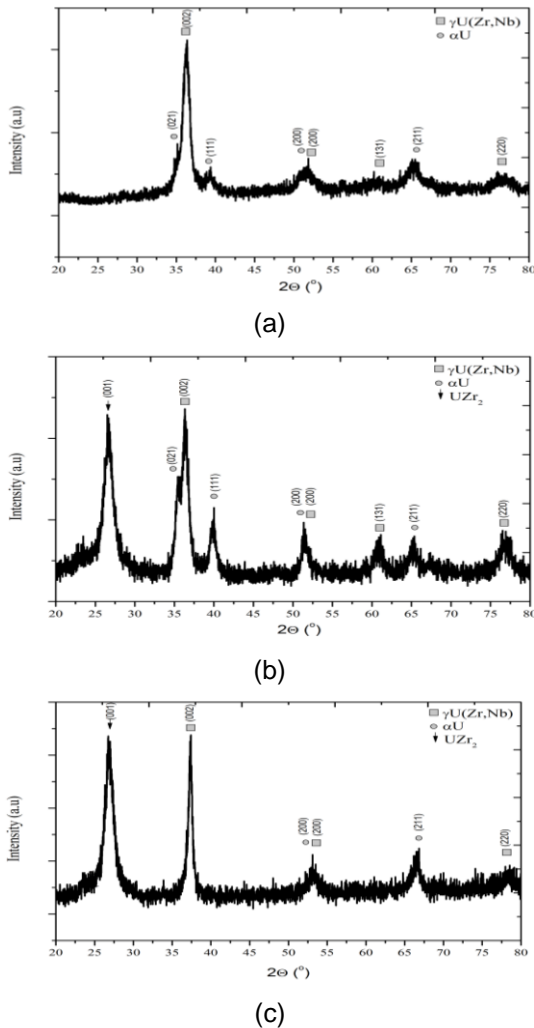 (002)
γU(Zr,Nb)
αU
(021)
(111)
(200)
(200)
(131)
(211)
(220)
Intensity (a.u)
20 25 30 35 40 45 50 55 60 65 70 75 80
2Θ (°)
(a)
(001)
(002)
γU(Zr,Nb)
αU
UZr₂
(021)
(111)
(200)
(200)
(131)
(211)
(220)
Intensity (a.u)
20 25 30 35 40 45 50 55 60 65 70 75 80
2Θ (°)
(b)
(001)
(002)
γU(Zr,Nb)
αU
UZr₂
(200)
(200)
(211)
(220)
Intensity (a.u)
20 25 30 35 40 45 50 55 60 65 70 75 80
2Θ (°)
(c)